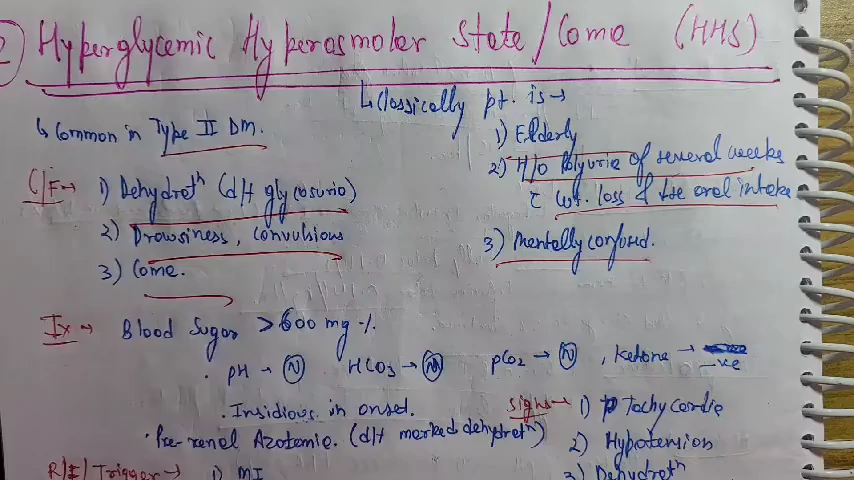 2) Hyperglycemic Hyperosmolar State/Coma (HHS)
↳ Classically pt. is →
1) Elderly
2) H/o Polyuria of several weeks
c̄ wt. loss & ↓se oral intake
3) Mentally confused.
↳ Common in Type II DM.
C/F → 1) Dehydratⁿ (d/t glycosuria)
2) Drowsiness, convulsions
3) Coma.
Ix → Blood Sugar > 600 mg %.
. pH → (N) HCO3 → (N) pCO2 → (N) , Ketone → -ve
. Insidious in onset.
. Pre-renal Azotemia. (d/t marked dehydratⁿ)
Signs → 1) Tachycardia
2) Hypotension
3) Dehydratⁿ
R/F/Trigger → 1) MI